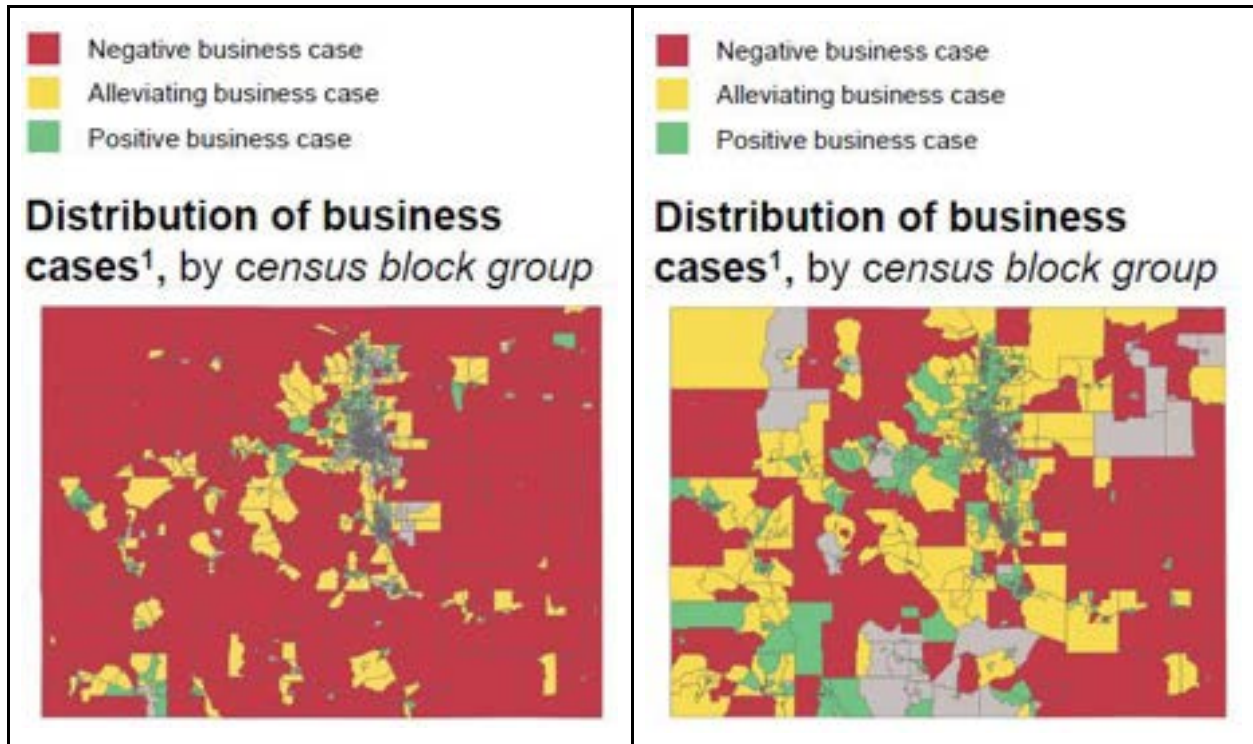 Negative business case
Alleviating business case
Positive business case
Distribution of business
cases¹, by census block group
Negative business case
Alleviating business case
Positive business case
Distribution of business
cases¹, by census block group